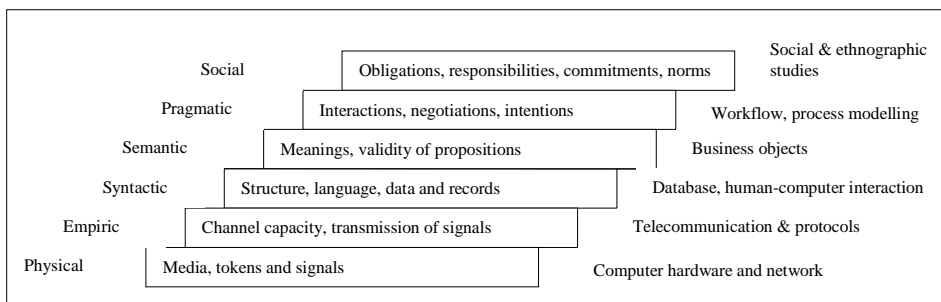 Social & ethnographic
studies
Social
Obligations, responsibilities, commitments, norms
Pragmatic
Interactions, negotiations, intentions
Workflow, process modelling
Semantic
Meanings, validity of propositions
Business objects
Syntactic
Structure, language, data and records
Database, human-computer interaction
Empiric
Channel capacity, transmission of signals
Telecommunication & protocols
Physical
Media, tokens and signals
Computer hardware and network